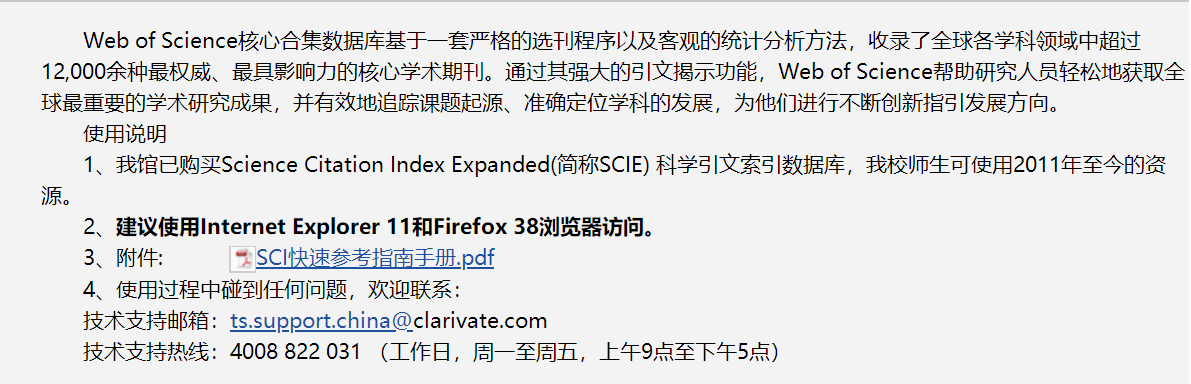 Web of Science核心合集数据库基于一套严格的选刊程序以及客观的统计分析方法，收录了全球各学科领域中超过
12,000余种最权威、最具影响力的核心学术期刊。通过其强大的引文揭示功能，Web of Science帮助研究人员轻松地获取全
球最重要的学术研究成果，并有效地追踪课题起源、准确定位学科的发展，为他们进行不断创新指引发展方向。
使用说明
1、我馆已购买Science Citation Index Expanded(简称SCIE) 科学引文索引数据库，我校师生可使用2011年至今的资
源。
2、建议使用Internet Explorer 11和Firefox 38浏览器访问。
3、附件: SCI快速参考指南手册.pdf
4、使用过程中碰到任何问题，欢迎联系：
技术支持邮箱：ts.support.china@clarivate.com
技术支持热线：4008 822 031 （工作日，周一至周五，上午9点至下午5点）